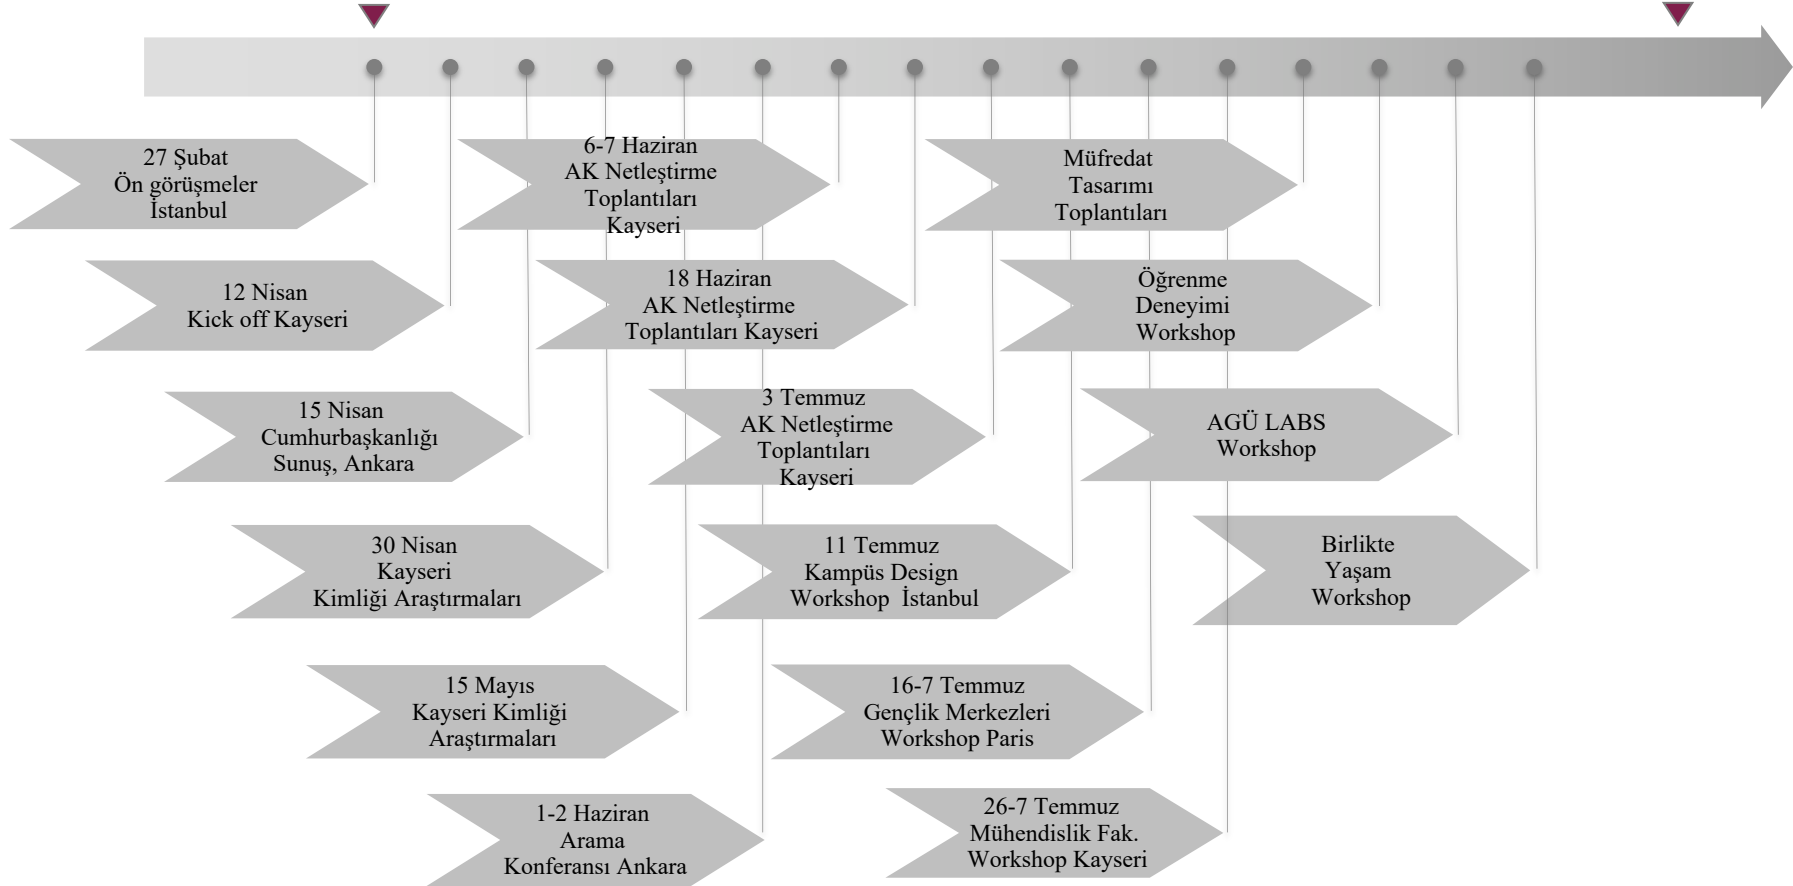 27 Şubat
Ön görüşmeler
İstanbul
12 Nisan
Kick off Kayseri
15 Nisan
Cumhurbaşkanlığı
Sunuş, Ankara
30 Nisan
Kayseri
Kimliği Araştırmaları
15 Mayıs
Kayseri Kimliği
Araştırmaları
1-2 Haziran
Arama
Konferansı Ankara
6-7 Haziran
AK Netleştirme
Toplantıları
Kayseri
18 Haziran
AK Netleştirme
Toplantıları Kayseri
3 Temmuz
AK Netleştirme
Toplantıları
Kayseri
11 Temmuz
Kampüs Design
Workshop İstanbul
16-7 Temmuz
Gençlik Merkezleri
Workshop Paris
26-7 Temmuz
Mühendislik Fak.
Workshop Kayseri
Müfredat
Tasarımı
Toplantıları
Öğrenme
Deneyimi
Workshop
AGÜ LABS
Workshop
Birlikte
Yaşam
Workshop